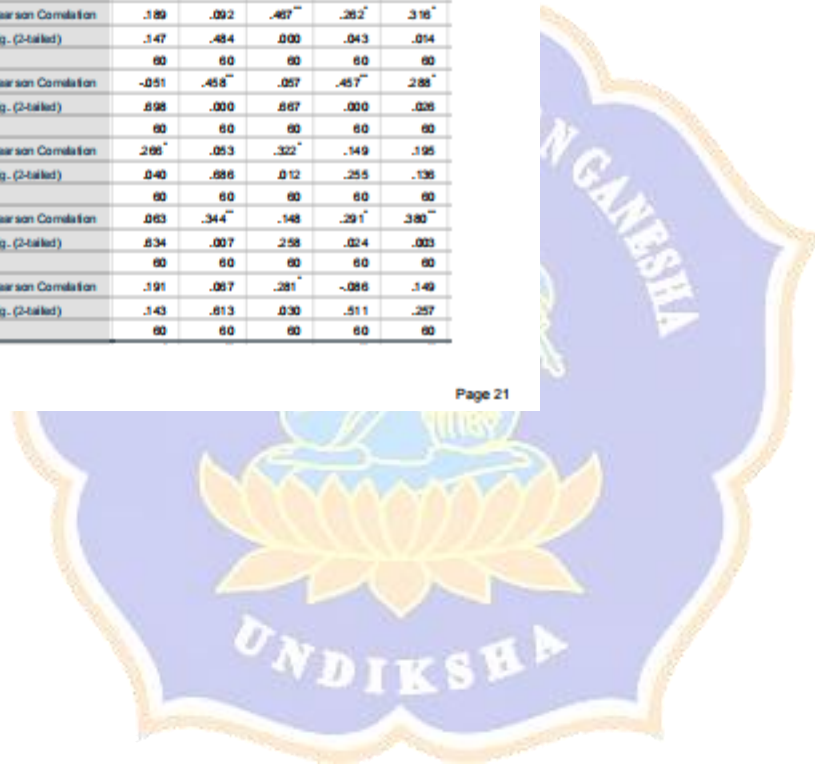 earson Correlation .189 .092 .467** .262* .316*
g. (2-tailed) .147 .484 .000 .043 .014
60 60 60 60 60
earson Correlation -.051 .458** .057 .457** .288*
g. (2-tailed) .698 .000 .667 .000 .026
60 60 60 60 60
earson Correlation .266* .053 .322* .149 .195
g. (2-tailed) .040 .686 .012 .255 .136
60 60 60 60 60
earson Correlation .063 .344** .148 .291* .380**
g. (2-tailed) .634 .007 .258 .024 .003
60 60 60 60 60
earson Correlation .191 .067 .281* -.086 .149
g. (2-tailed) .143 .613 .030 .511 .257
60 60 60 60 60
Page 21
N GANESHA
UNDIKSHA